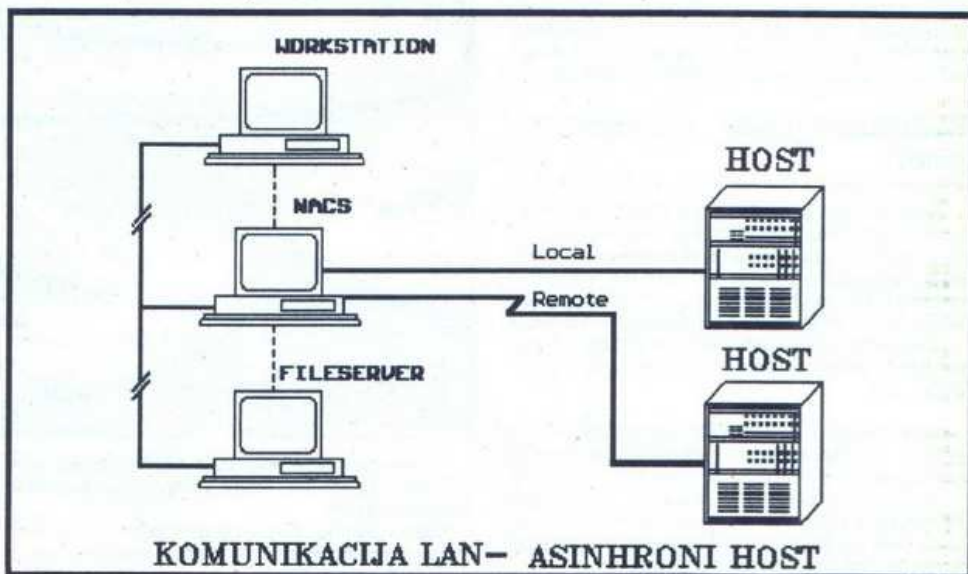 WORKSTATION
HOST
NACS
Local
Remote
HOST
FILESERVER
KOMUNIKACIJA LAN- ASINHRONI HOST